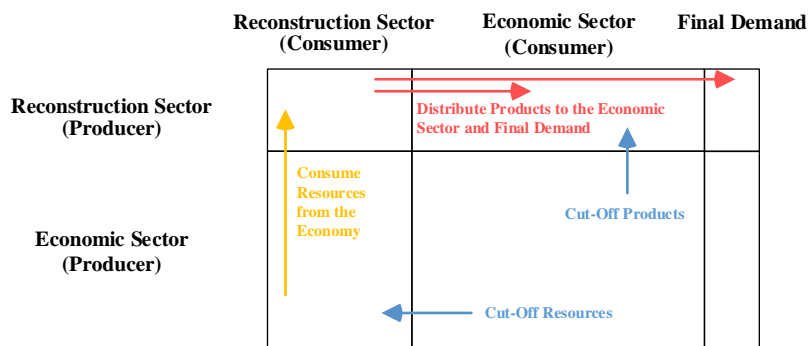 Reconstruction Sector
(Consumer)
Economic Sector
(Consumer)
Final Demand
Reconstruction Sector
(Producer)
Distribute Products to the Economic
Sector and Final Demand
Consume
Resources
from the
Economy
Cut-Off Products
Economic Sector
(Producer)
Cut-Off Resources